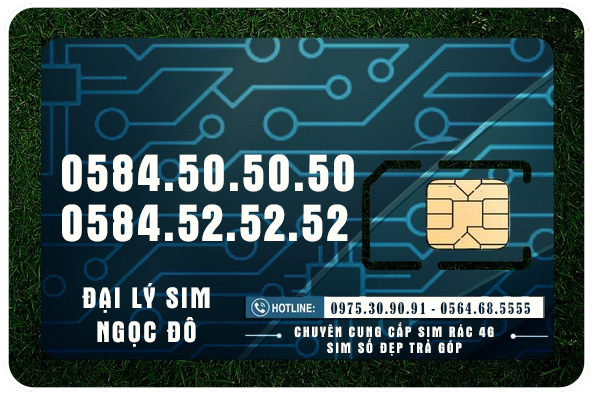 0584.50.50.50
0584.52.52.52
ĐẠI LÝ SIM
NGỌC ĐÔ
HOTLINE: 0975.30.90.91 - 0564.68.5555
CHUYÊN CUNG CẤP SIM RÁC 4G
SIM SỐ ĐẸP TRẢ GÓP